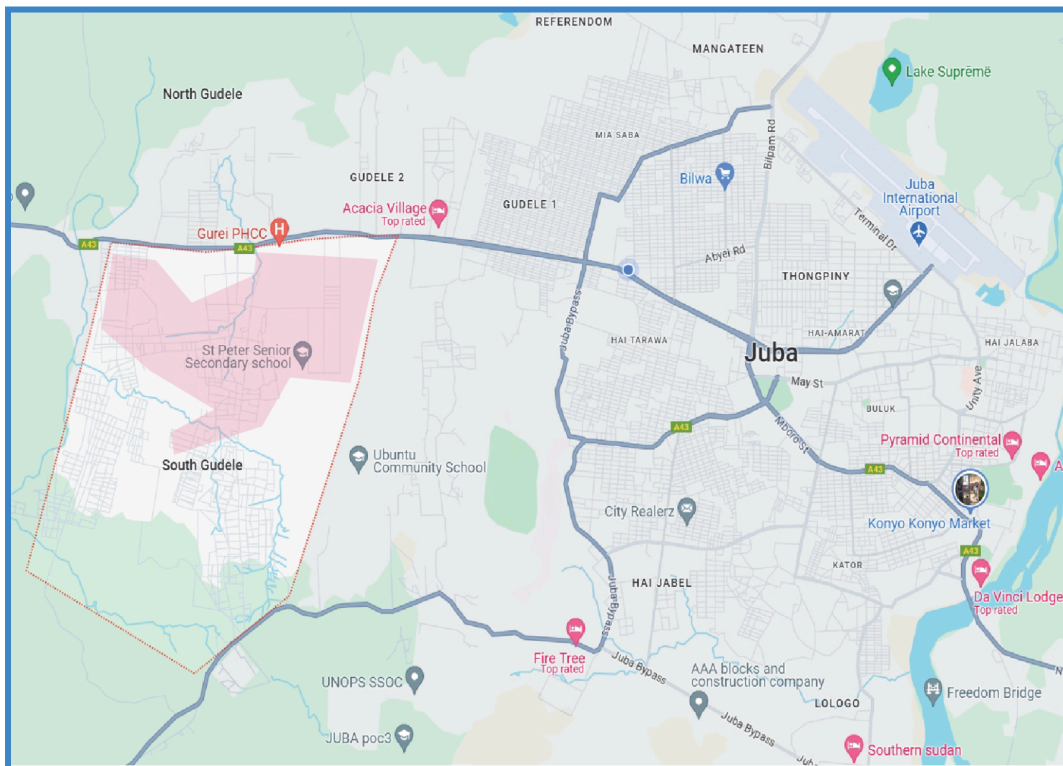 REFERENDOM
MANGATEEN
Lake Suprēmë
North Gudele
MIA SABA
Bilpam Rd
GUDELE 2
Bilwa
Juba
International
Airport
Acacia Village
Top rated
GUDELE 1
Terminal Dr
Gurei PHCC
A43
A43
Abyei Rd
THONGPINY
Juba Bypass
HAI TARAWA
HAI-AMARAT
HAI JALABA
St Peter Senior
Secondary school
Juba
May St
Unity Ave
BULUK
Mboro St
A43
Pyramid Continental
Top rated
South Gudele
Ubuntu
Community School
A43
A
City Realerz
Konyo Konyo Market
A43
KATOR
HAI JABEL
Juba Bypass
Da Vinci Lodge
Top rated
Fire Tree
Top rated
Juba Bypass
AAA blocks and
construction company
UNOPS SSOC
LOLOGO
Freedom Bridge
N
Juba Bypass
JUBA poc3
Southern sudan